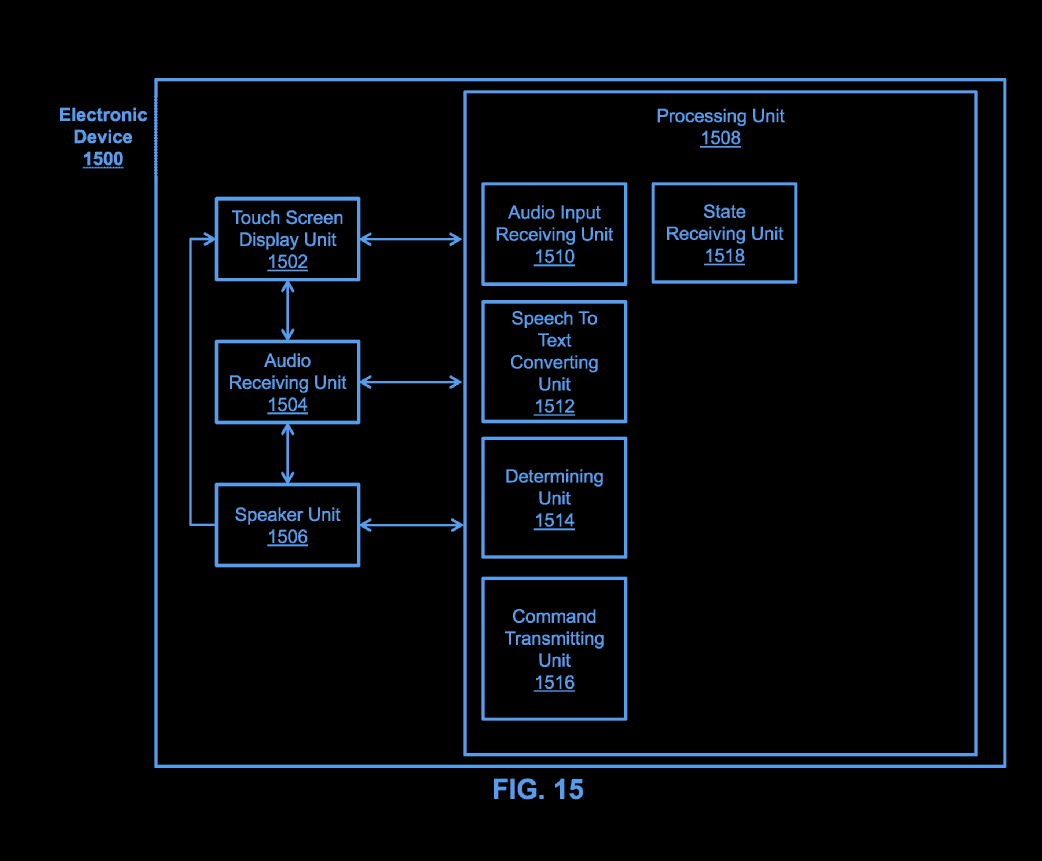 Electronic
Device
1500
Processing Unit
1508
Touch Screen
Display Unit
1502
Audio
Receiving Unit
1504
Speaker Unit
1506
Audio Input
Receiving Unit
1510
State
Receiving Unit
1518
Speech To
Text
Converting
Unit
1512
Determining
Unit
1514
Command
Transmitting
Unit
1516
FIG. 15